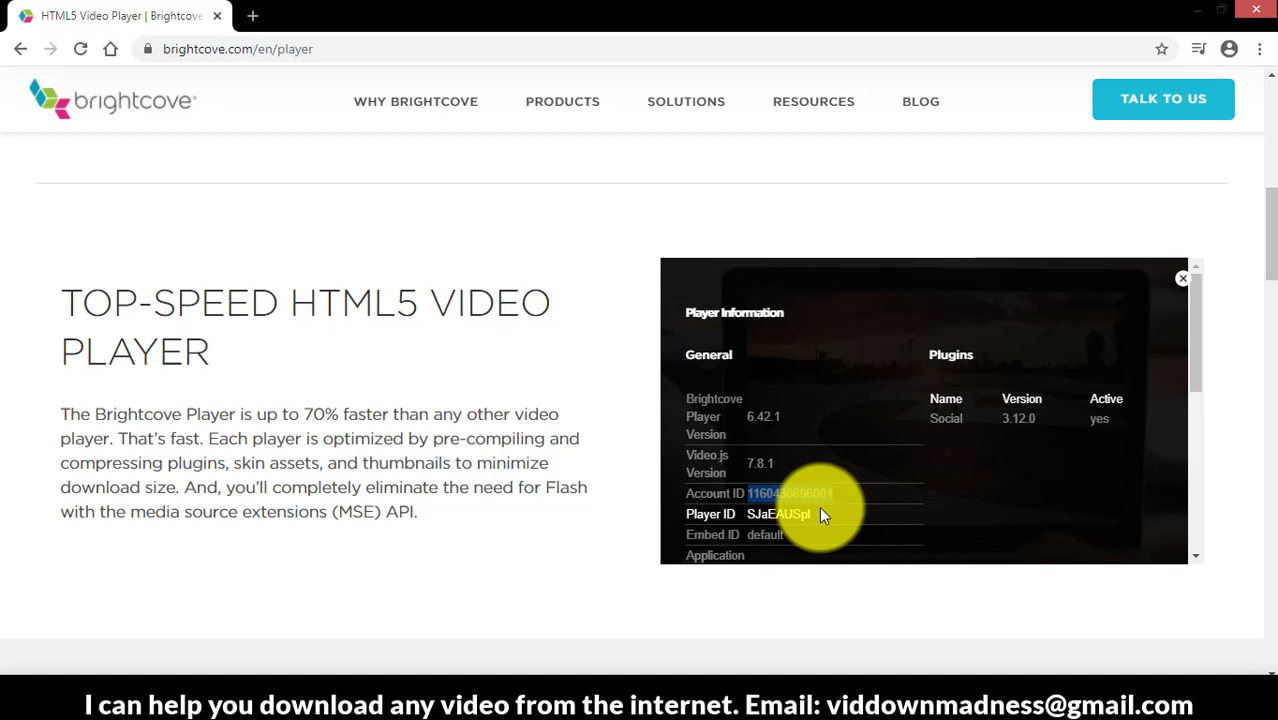 HTML5 Video Player | Brightcove
brightcove.com/en/player
brightcove
WHY BRIGHTCOVE PRODUCTS SOLUTIONS RESOURCES BLOG TALK TO US
TOP-SPEED HTML5 VIDEO
PLAYER
The Brightcove Player is up to 70% faster than any other video
player. That's fast. Each player is optimized by pre-compiling and
compressing plugins, skin assets, and thumbnails to minimize
download size. And, you'll completely eliminate the need for Flash
with the media source extensions (MSE) API.
Player Information
General Plugins
Brightcove
Player 6.42.1
Version
Name Version Active
Social 3.12.0 yes
Video.js
Version 7.8.1
Account ID 1160438696001
Player ID SJaEAUSpl
Embed ID default
Application
I can help you download any video from the internet. Email: viddownmadness@gmail.com